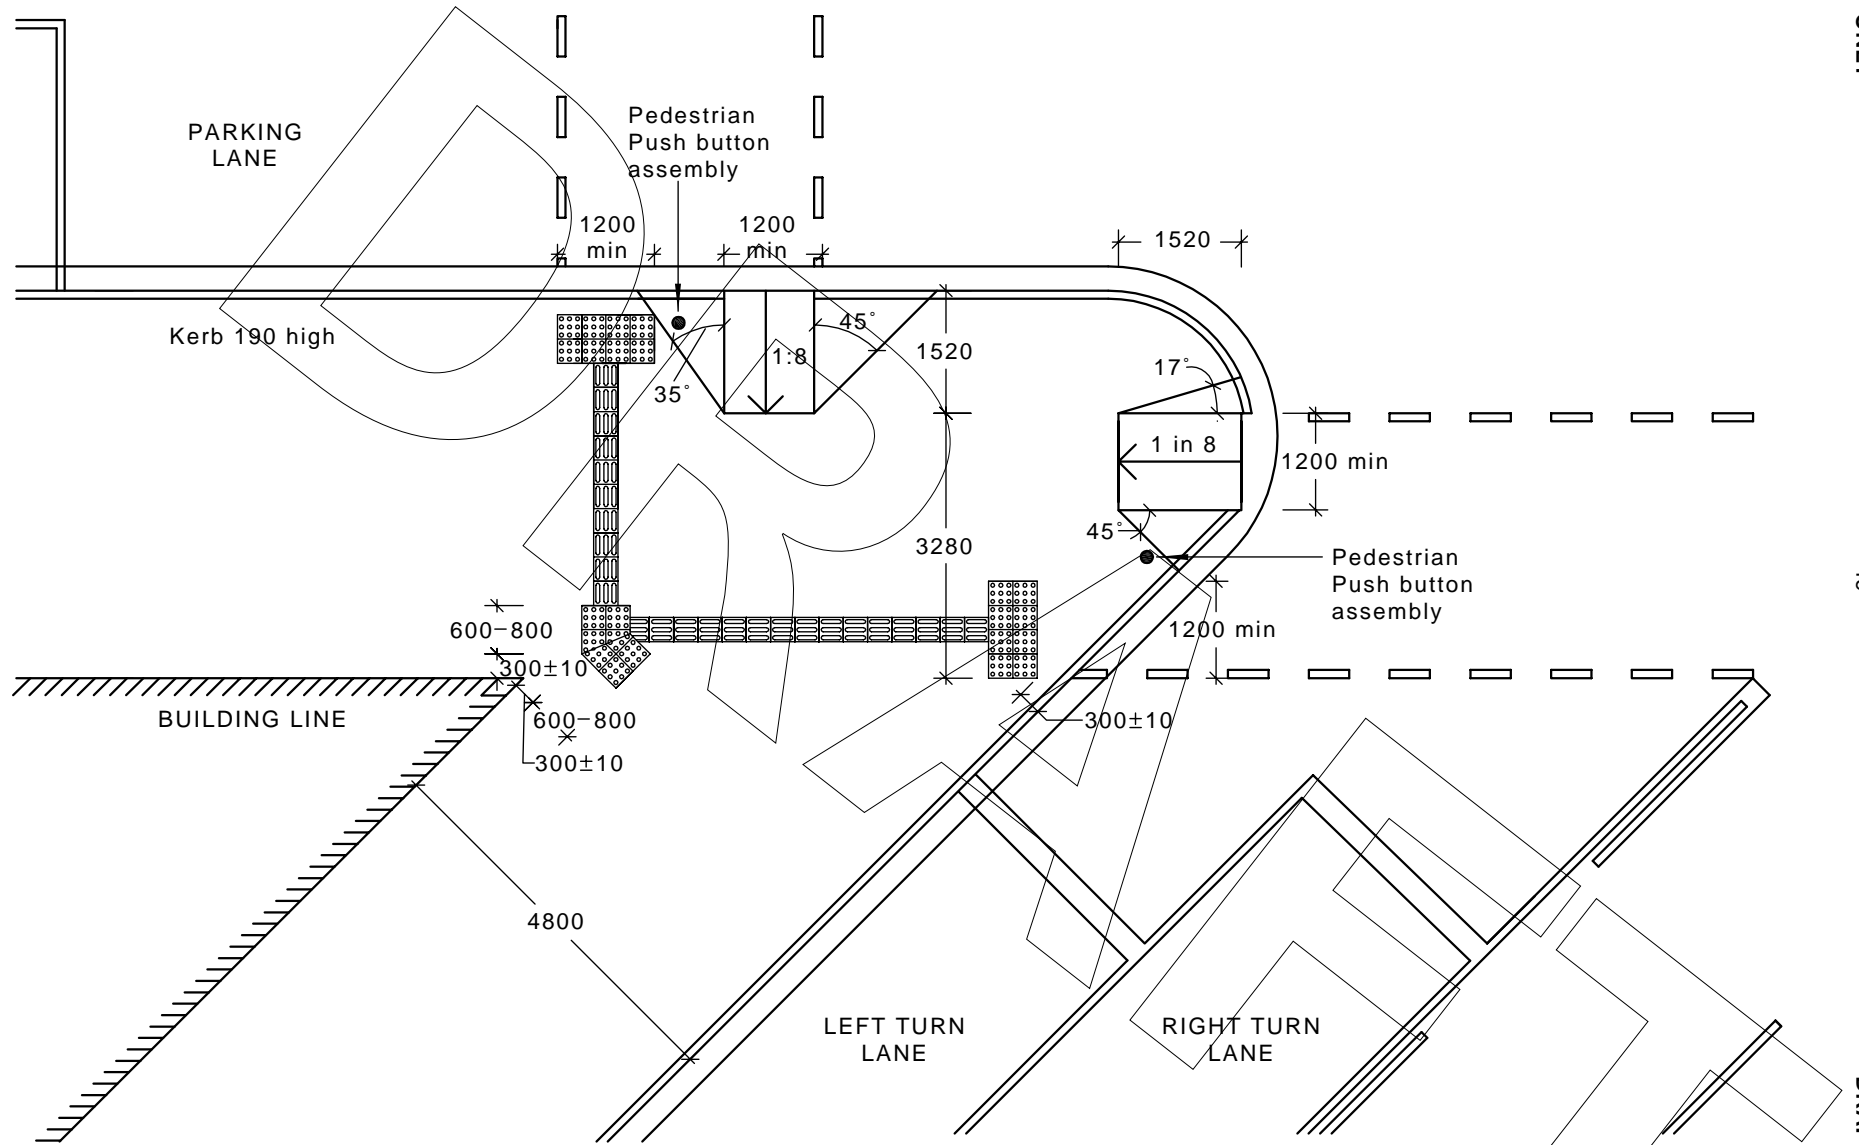 Pedestrian
Push button
assembly
PARKING
LANE
1200
min
1200
min
1520
Kerb 190 high
45°
1:8
1520
35°
17°
1 in 8
1200 min
45°
3280
Pedestrian
Push button
assembly
600-800
300±10
1200 min
BUILDING LINE
600-800
300±10
300±10
4800
LEFT TURN
LANE
RIGHT TURN
LANE
DRAFT